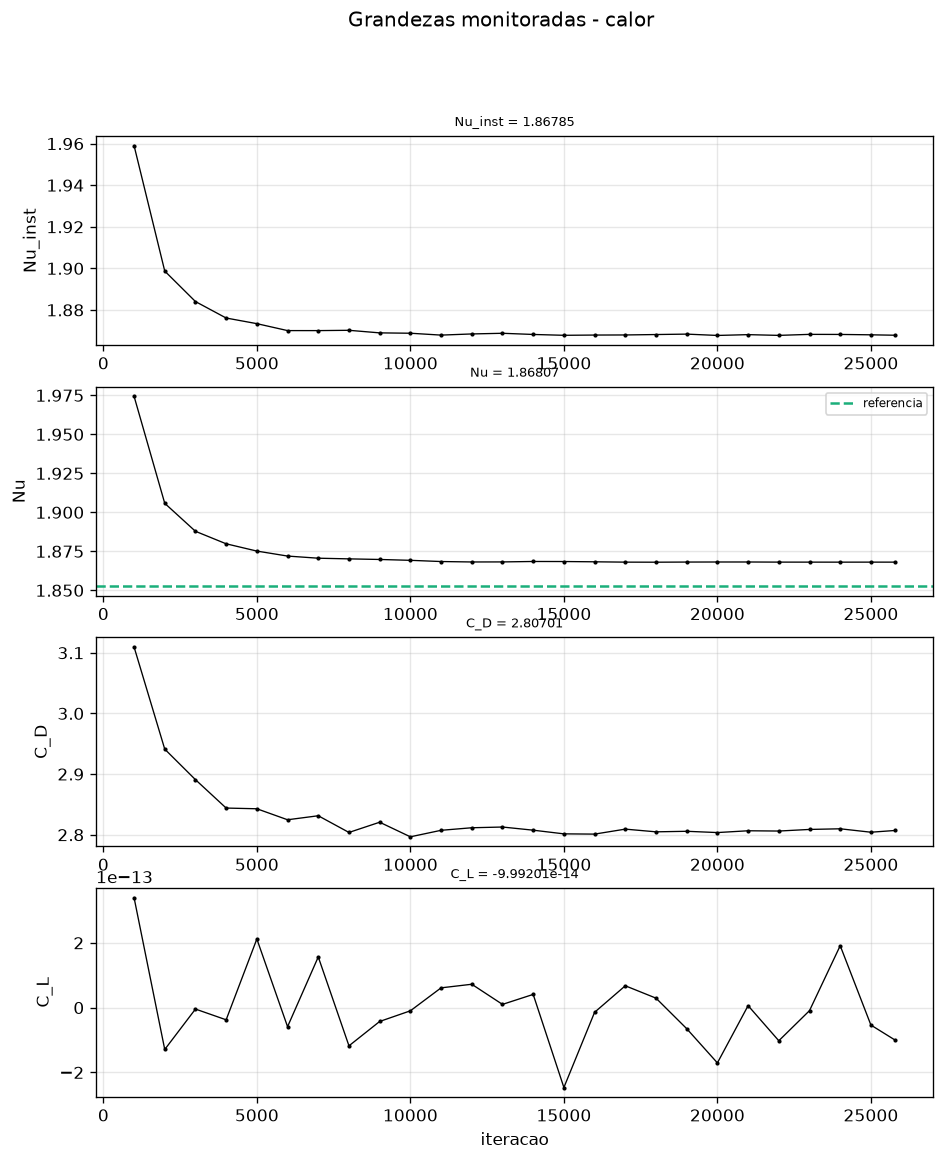 Grandezas monitoradas - calor
Nu_inst = 1.86785
1.96
1.94
1.92
1.90
1.88
Nu_inst
0 5000 10000 15000 20000 25000
Nu = 1.86807
1.975
1.950
1.925
1.900
1.875
1.850
Nu
referencia
0 5000 10000 15000 20000 25000
C_D = 2.80701
3.1
3.0
2.9
2.8
C_D
0 5000 10000 15000 20000 25000
1e−13
C_L = -9.99201e-14
2
0
−2
C_L
0 5000 10000 15000 20000 25000
iteracao